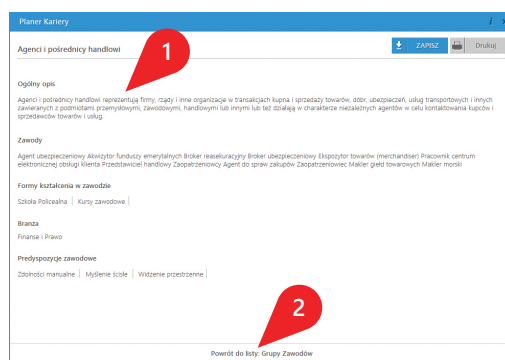 Planer Kariery
i
Agenci i pośrednicy handlowi
ZAPISZ
Drukuj
1
Ogólny opis
Agenci i pośrednicy handlowi reprezentują firmy, rządy i inne organizacje w transakcjach kupna i sprzedaży towarów, dóbr, ubezpieczeń, usług transportowych i innych
zawieranych z podmiotami przemysłowymi, zawodowymi, handlowymi lub innymi lub też działają w charakterze niezależnych agentów w celu kontaktowania kupców i
sprzedawców towarów i usług.
Zawody
Agent ubezpieczeniowy Akwizytor funduszy emerytalnych Broker reasekuracyjny Broker ubezpieczeniowy Ekspozytor towarów (merchandiser) Pracownik centrum
elektronicznej obsługi klienta Przedstawiciel handlowy Zaopatrzeniowcy Agent do spraw zakupów Zaopatrzeniowiec Makler giełd towarowych Makler morski
Formy kształcenia w zawodzie
Szkoła Policealna | Kursy zawodowe |
Branża
Finanse i Prawo
Predyspozycje zawodowe
Zdolności manualne | Myślenie ścisłe | Widzenie przestrzenne |
2
Powrót do listy: Grupy Zawodów